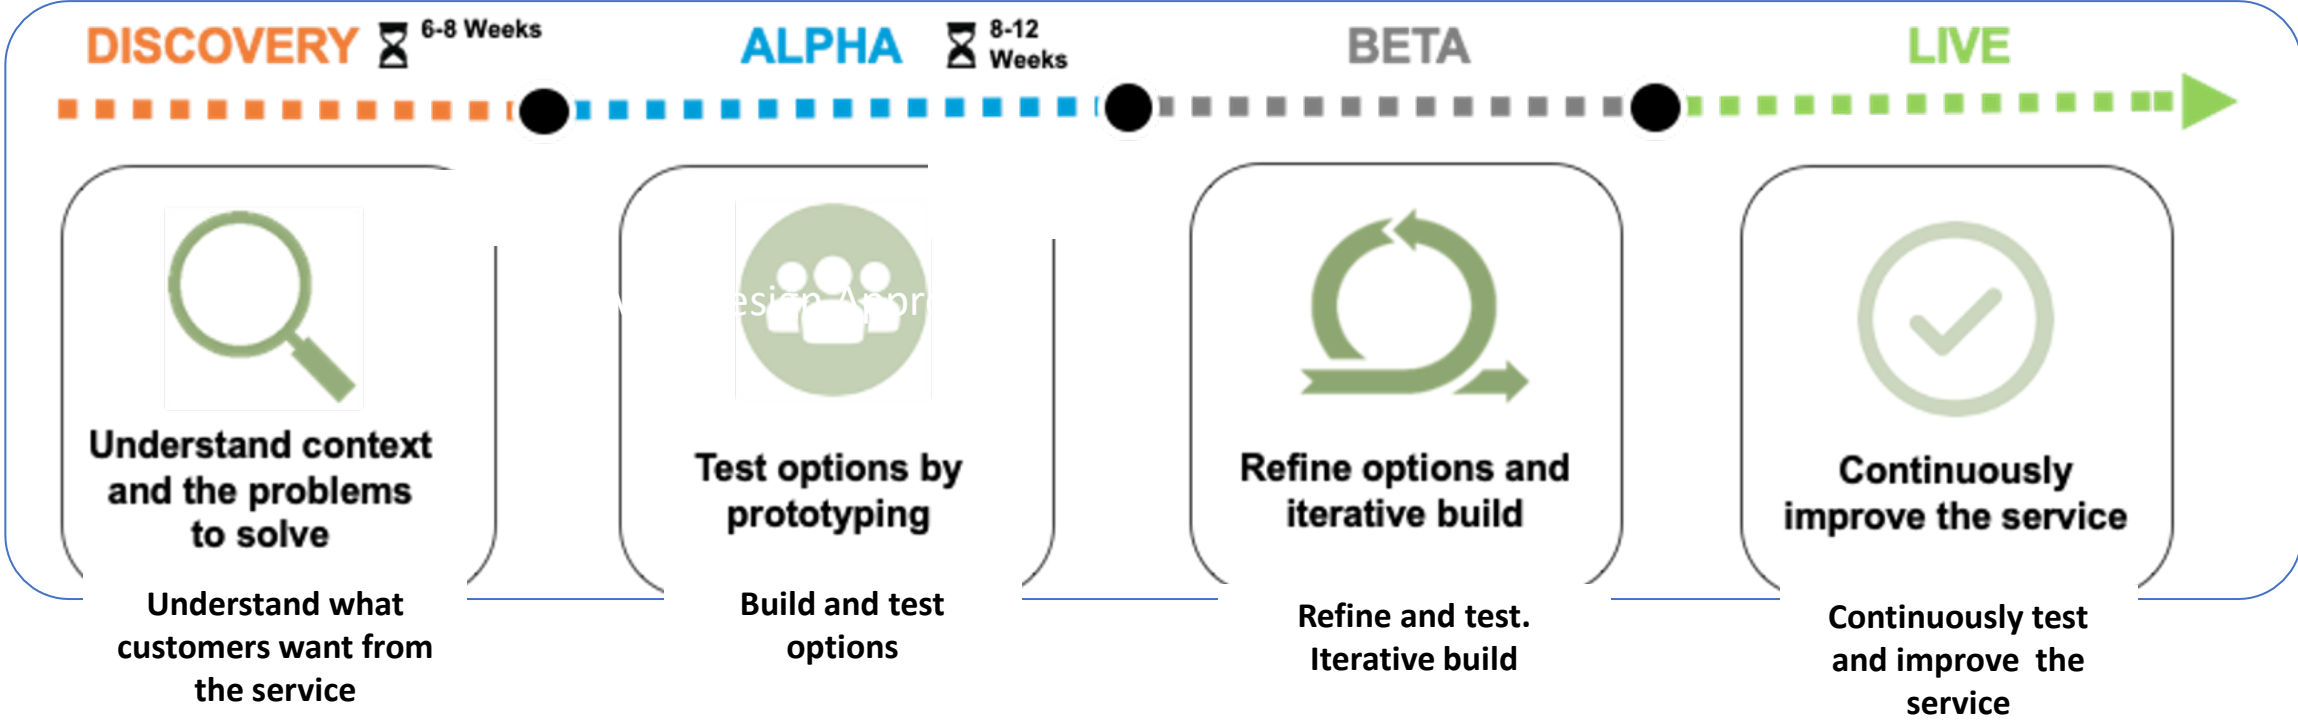 DISCOVERY
6-8 Weeks
ALPHA
8-12
Weeks
BETA
LIVE
Understand context
and the problems
to solve
Test options by
prototyping
Refine options and
iterative build
Continuously
improve the service
Understand what
customers want from
the service
Build and test
options
Refine and test.
Iterative build
Continuously test
and improve the
service